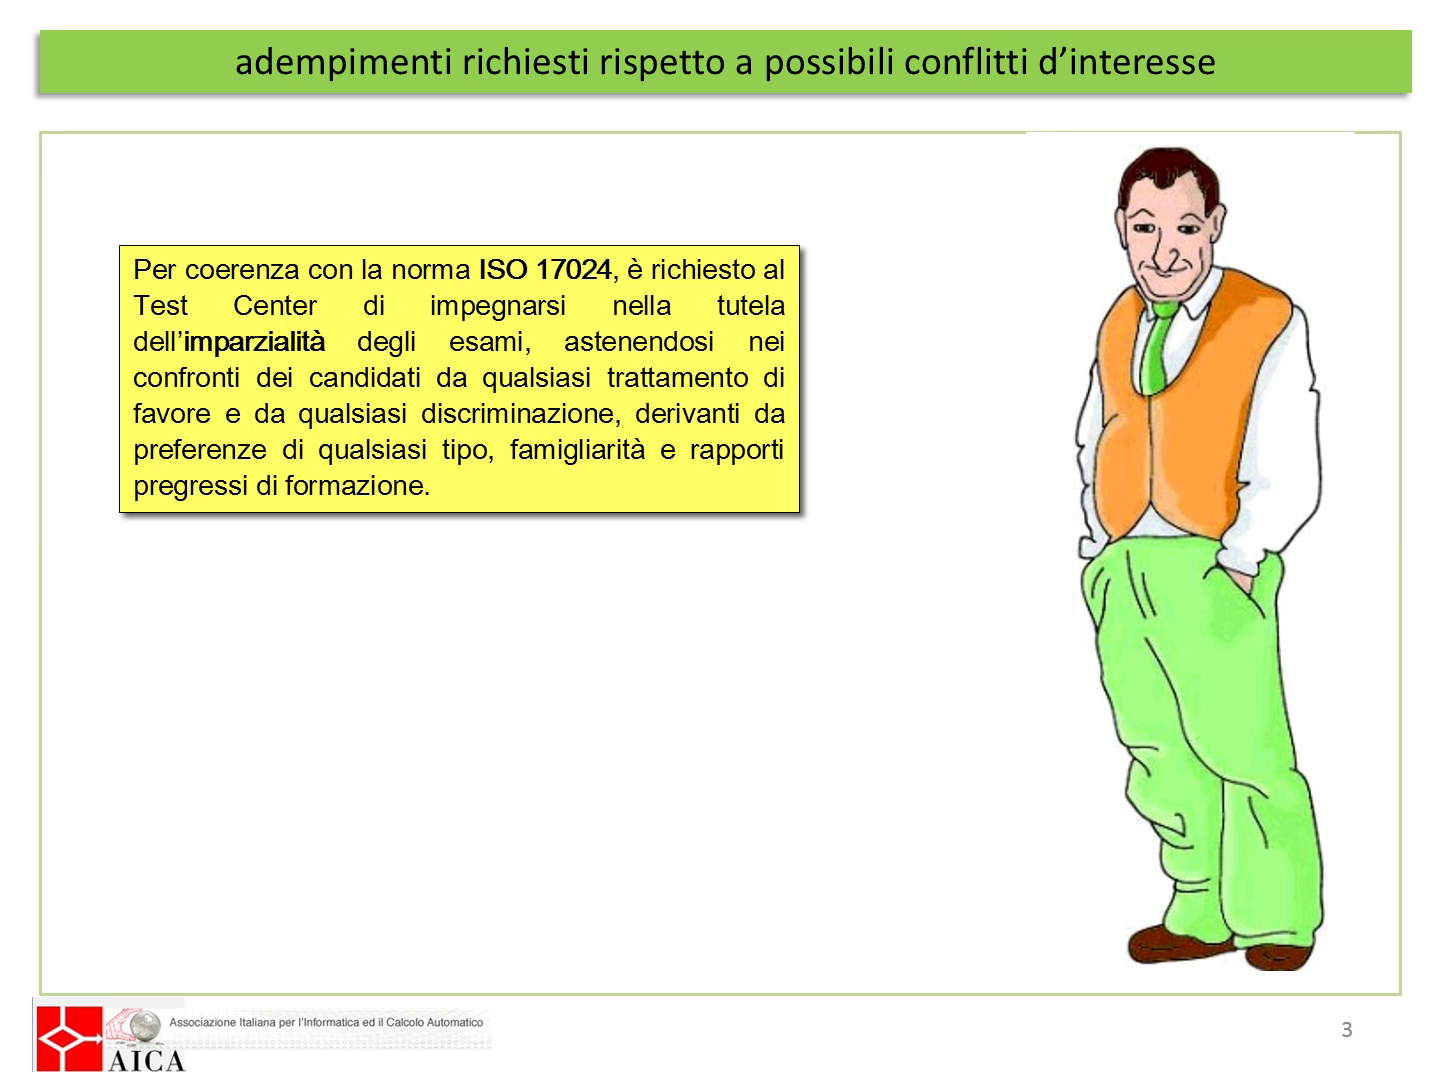 adempimenti richiesti rispetto a possibili conflitti d’interesse
Per coerenza con la norma ISO 17024, è richiesto al
Test Center di impegnarsi nella tutela
dell’imparzialità degli esami, astenendosi nei
confronti dei candidati da qualsiasi trattamento di
favore e da qualsiasi discriminazione, derivanti da
preferenze di qualsiasi tipo, famigliarità e rapporti
pregressi di formazione.
Associazione Italiana per l'Informatica ed il Calcolo Automatico
AICA
3